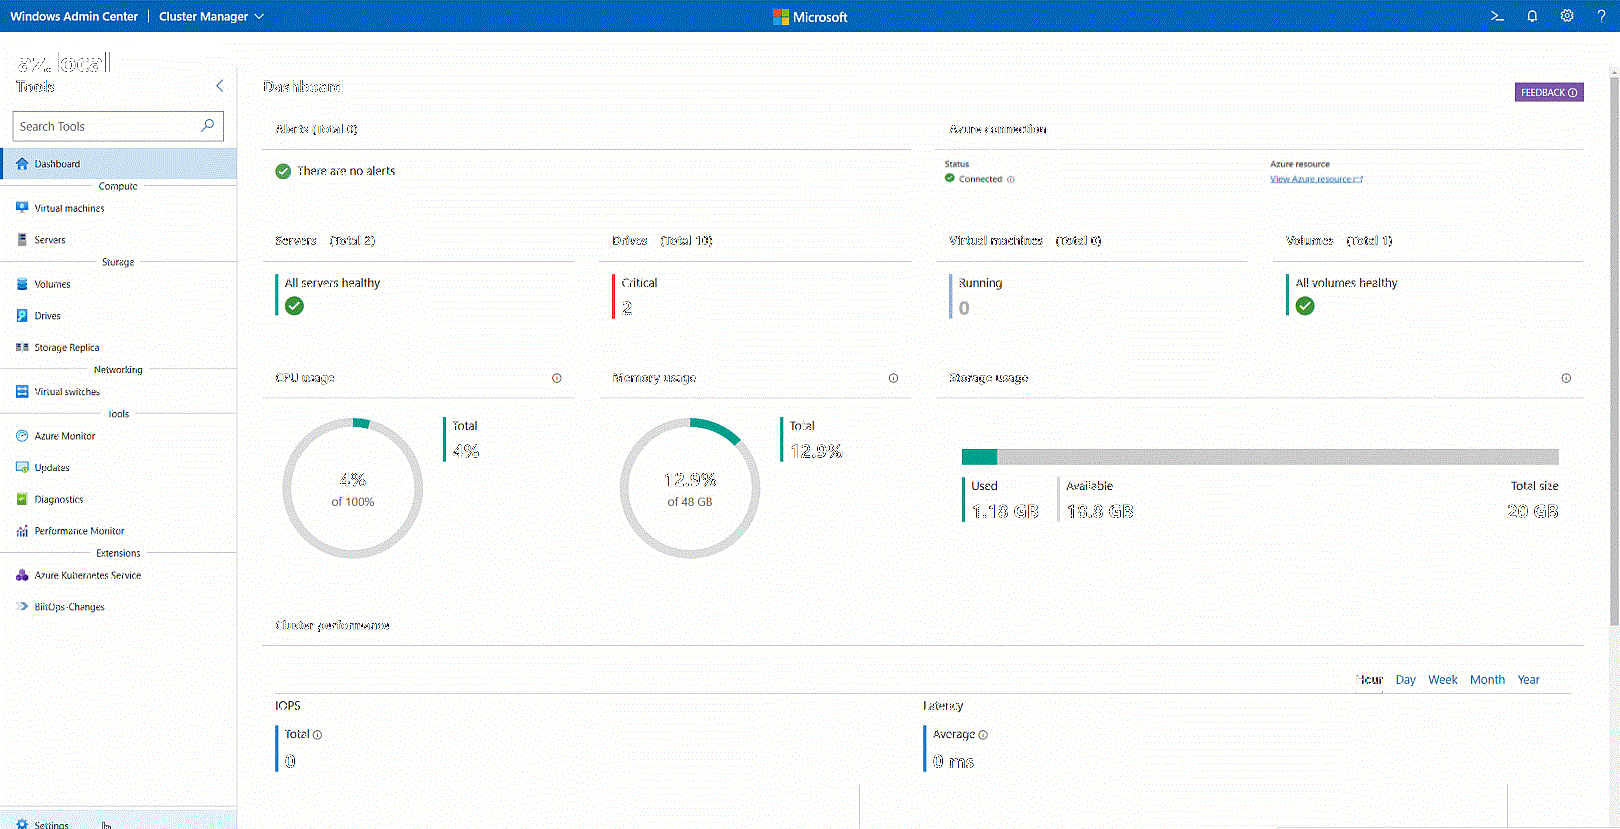 Windows Admin Center | Cluster Manager
Microsoft
az.local
Tools
Search Tools
Dashboard
Compute
Virtual machines
Servers
Storage
Volumes
Drives
Storage Replica
Networking
Virtual switches
Tools
Azure Monitor
Updates
Diagnostics
Performance Monitor
Extensions
Azure Kubernetes Service
BiitOps-Changes
Settings
Dashboard
FEEDBACK
Alerts (Total 0)
There are no alerts
Azure connection
Status
Connected
Azure resource
View Azure resource
Servers (Total 2)
All servers healthy
Drives (Total 10)
Critical
2
Virtual machines (Total 0)
Running
0
Volumes (Total 1)
All volumes healthy
CPU usage
4%
of 100%
Total
4%
Memory usage
12.9%
of 48 GB
Total
12.9%
Storage usage
Used
1.18 GB
Available
18.8 GB
Total size
20 GB
Cluster performance
Hour Day Week Month Year
IOPS
Total
0
Latency
Average
0 ms